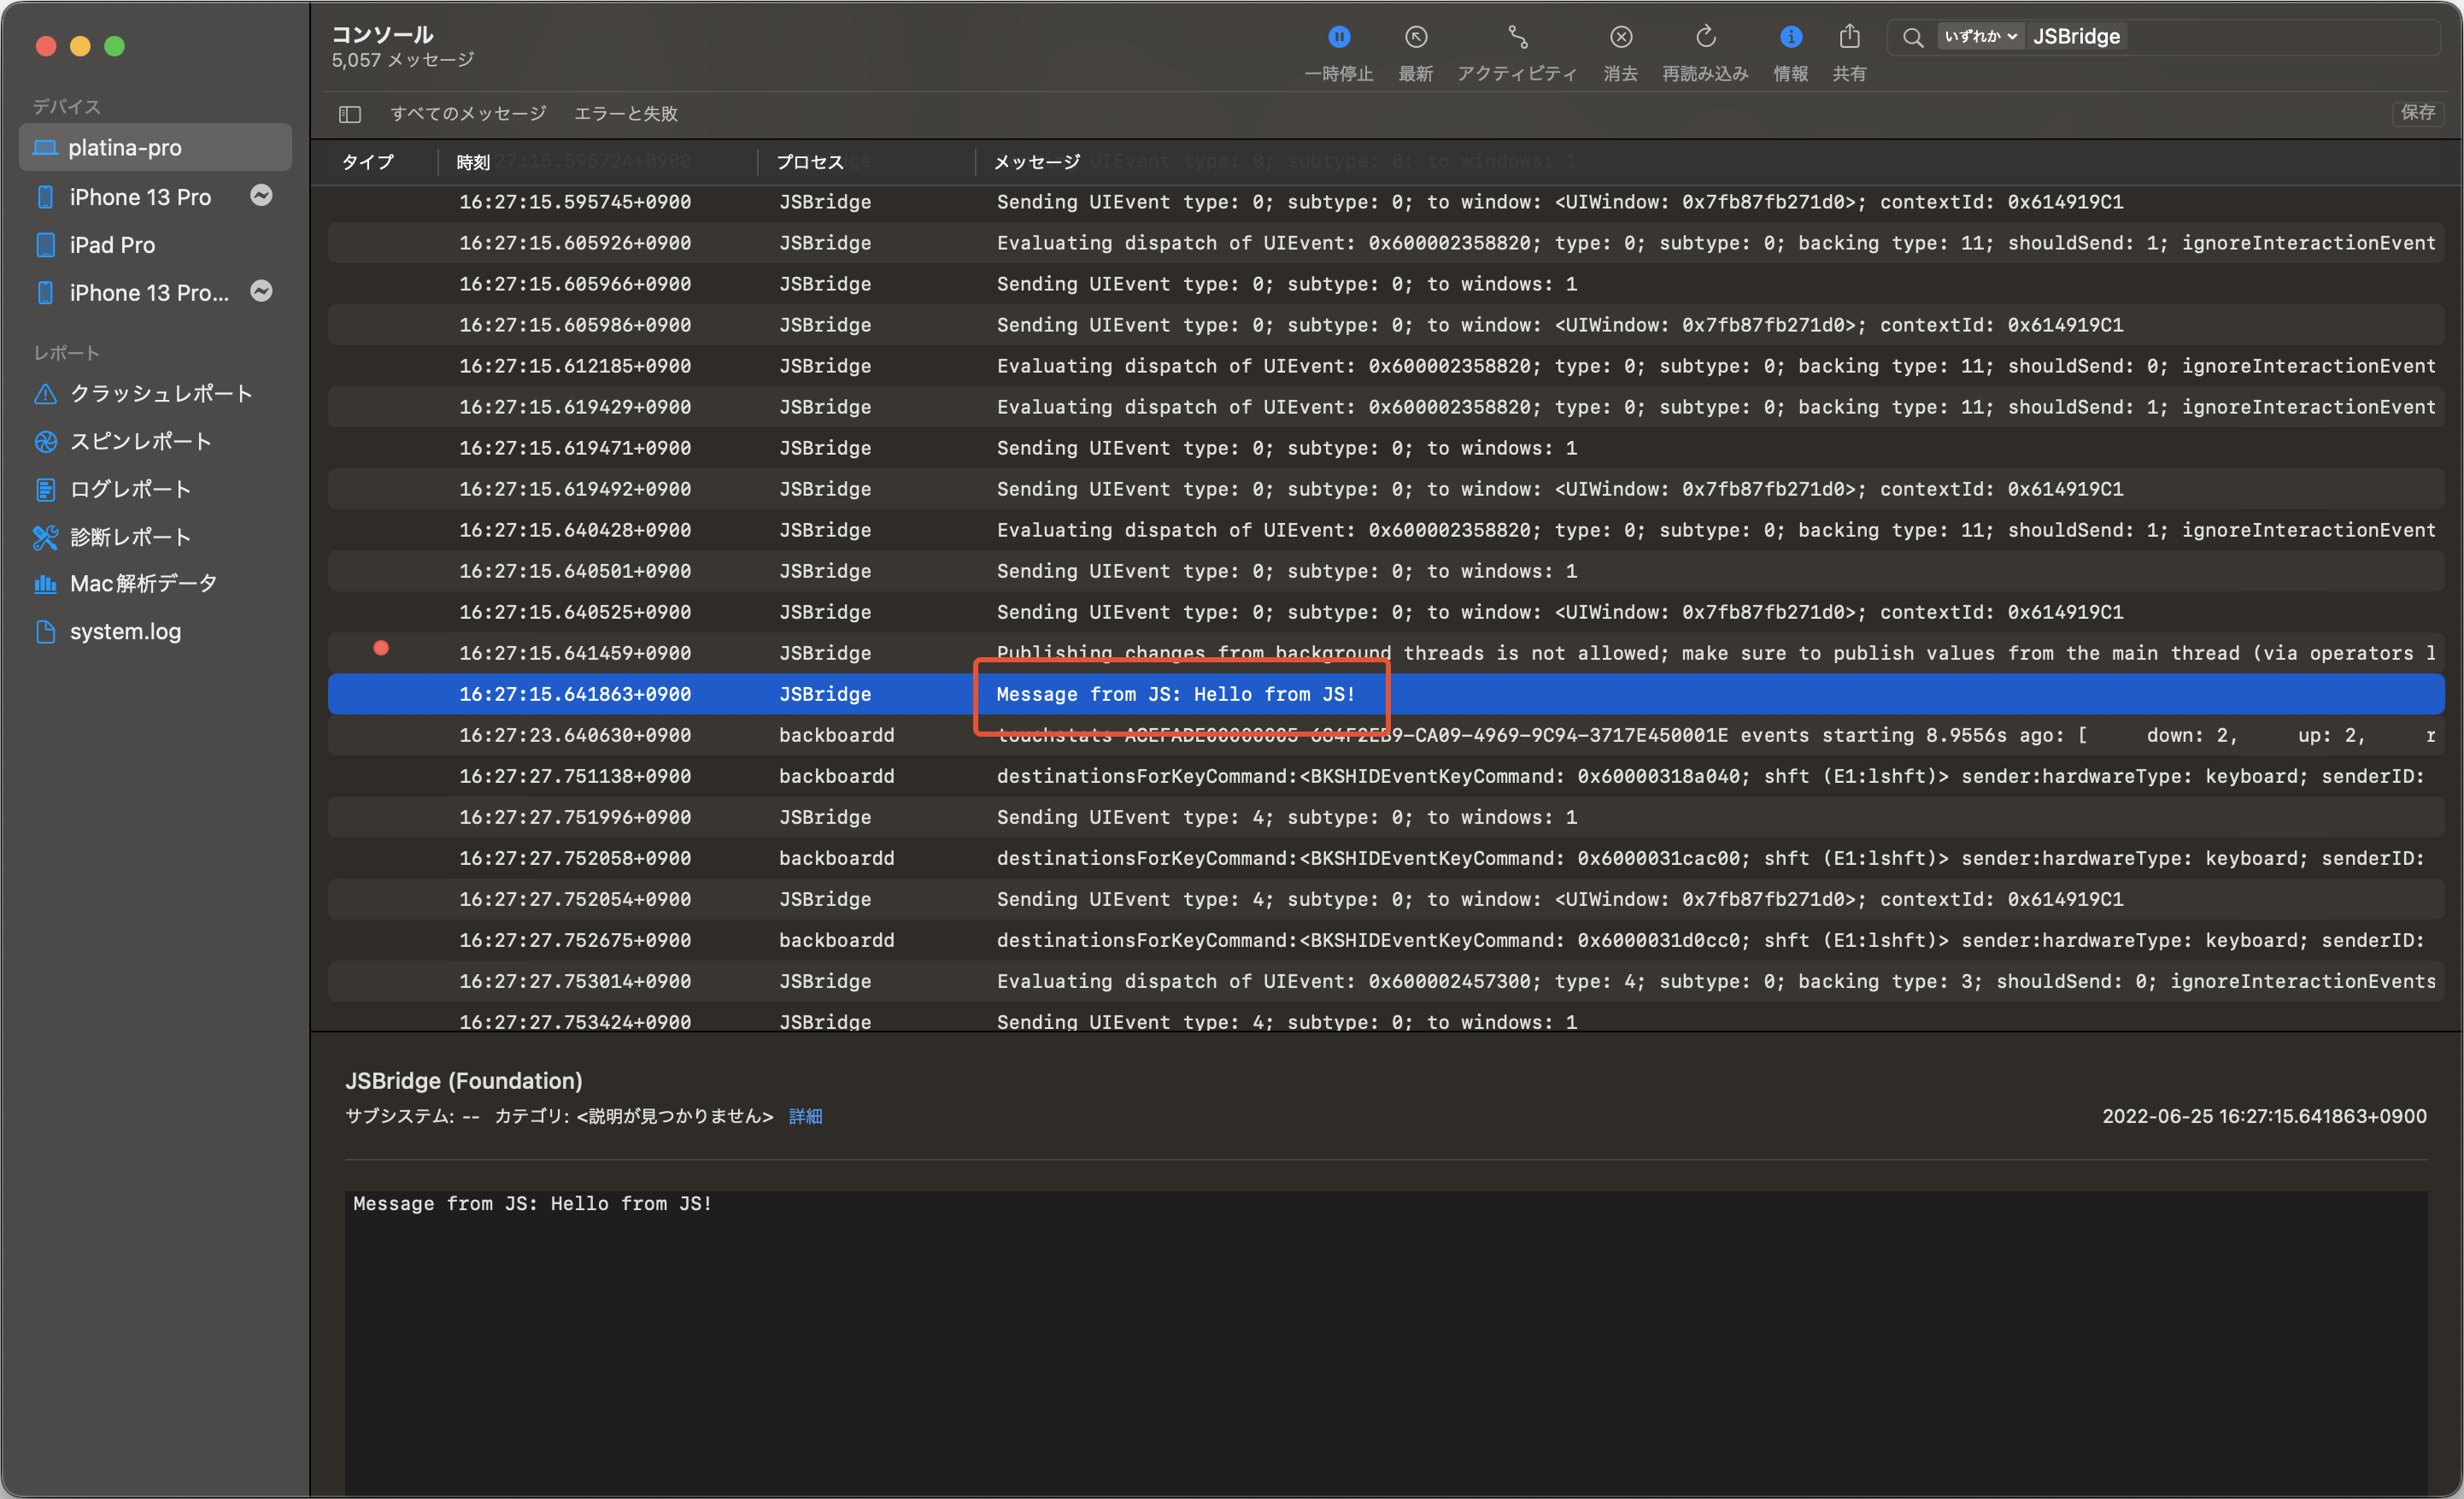 コンソール
5,057 メッセージ
一時停止
最新
アクティビティ
消去
再読み込み
情報
共有
いずれか JSBridge
すべてのメッセージ エラーと失敗
保存
デバイス
platina-pro
iPhone 13 Pro
iPad Pro
iPhone 13 Pro...
レポート
クラッシュレポート
スピンレポート
ログレポート
診断レポート
Mac解析データ
system.log
タイプ 時刻 プロセス メッセージ
16:27:15.595745+0900 JSBridge Sending UIEvent type: 0; subtype: 0; to window: <UIWindow: 0x7fb87fb271d0>; contextId: 0x614919C1
16:27:15.605926+0900 JSBridge Evaluating dispatch of UIEvent: 0x600002358820; type: 0; subtype: 0; backing type: 11; shouldSend: 1; ignoreInteractionEvent
16:27:15.605966+0900 JSBridge Sending UIEvent type: 0; subtype: 0; to windows: 1
16:27:15.605986+0900 JSBridge Sending UIEvent type: 0; subtype: 0; to window: <UIWindow: 0x7fb87fb271d0>; contextId: 0x614919C1
16:27:15.612185+0900 JSBridge Evaluating dispatch of UIEvent: 0x600002358820; type: 0; subtype: 0; backing type: 11; shouldSend: 0; ignoreInteractionEvent
16:27:15.619429+0900 JSBridge Evaluating dispatch of UIEvent: 0x600002358820; type: 0; subtype: 0; backing type: 11; shouldSend: 1; ignoreInteractionEvent
16:27:15.619471+0900 JSBridge Sending UIEvent type: 0; subtype: 0; to windows: 1
16:27:15.619492+0900 JSBridge Sending UIEvent type: 0; subtype: 0; to window: <UIWindow: 0x7fb87fb271d0>; contextId: 0x614919C1
16:27:15.640428+0900 JSBridge Evaluating dispatch of UIEvent: 0x600002358820; type: 0; subtype: 0; backing type: 11; shouldSend: 1; ignoreInteractionEvent
16:27:15.640501+0900 JSBridge Sending UIEvent type: 0; subtype: 0; to windows: 1
16:27:15.640525+0900 JSBridge Sending UIEvent type: 0; subtype: 0; to window: <UIWindow: 0x7fb87fb271d0>; contextId: 0x614919C1
16:27:15.641459+0900 JSBridge Publishing changes from background threads is not allowed; make sure to publish values from the main thread (via operators l
16:27:15.641863+0900 JSBridge Message from JS: Hello from JS!
16:27:23.640630+0900 backboardd touchstats ACEFADE00000005 684F2EB9-CA09-4969-9C94-3717E450001E events starting 8.9556s ago: [ down: 2, up: 2, r
16:27:27.751138+0900 backboardd destinationsForKeyCommand:<BKSHIDEventKeyCommand: 0x60000318a040; shft (E1:lshft)> sender:hardwareType: keyboard; senderID:
16:27:27.751996+0900 JSBridge Sending UIEvent type: 4; subtype: 0; to windows: 1
16:27:27.752058+0900 backboardd destinationsForKeyCommand:<BKSHIDEventKeyCommand: 0x6000031cac00; shft (E1:lshft)> sender:hardwareType: keyboard; senderID:
16:27:27.752054+0900 JSBridge Sending UIEvent type: 4; subtype: 0; to window: <UIWindow: 0x7fb87fb271d0>; contextId: 0x614919C1
16:27:27.752675+0900 backboardd destinationsForKeyCommand:<BKSHIDEventKeyCommand: 0x6000031d0cc0; shft (E1:lshft)> sender:hardwareType: keyboard; senderID:
16:27:27.753014+0900 JSBridge Evaluating dispatch of UIEvent: 0x600002457300; type: 4; subtype: 0; backing type: 3; shouldSend: 0; ignoreInteractionEvents
16:27:27.753424+0900 JSBridge Sending UIEvent type: 4; subtype: 0; to windows: 1
JSBridge (Foundation)
サブシステム: -- カテゴリ: <説明が見つかりません> 詳細
2022-06-25 16:27:15.641863+0900
Message from JS: Hello from JS!